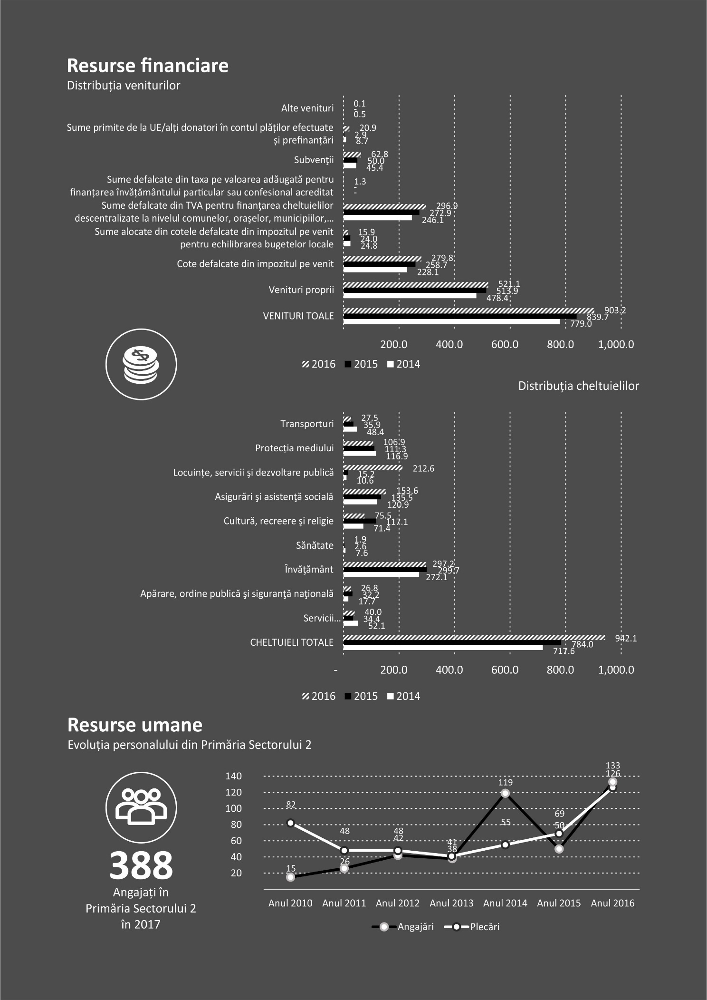 Resurse financiare
Distribuția veniturilor
Alte venituri
0.1
-
0.5
Sume primite de la UE/alți donatori în contul plăților efectuate
și prefinanțări
20.9
2.9
8.7
Subvenţii
62.8
50.0
45.4
Sume defalcate din taxa pe valoarea adăugată pentru
finanțarea învățământului particular sau confesional acreditat
1.3
-
-
Sume defalcate din TVA pentru finanţarea cheltuielilor
descentralizate la nivelul comunelor, oraşelor, municipiilor,...
296.9
272.9
246.1
Sume alocate din cotele defalcate din impozitul pe venit
pentru echilibrarea bugetelor locale
15.9
24.0
24.8
Cote defalcate din impozitul pe venit
279.8
258.7
228.1
Venituri proprii
521.1
513.9
478.4
VENITURI TOALE
903.2
839.7
779.0
200.0 400.0 600.0 800.0 1,000.0
2016 2015 2014
Distribuția cheltuielilor
Transporturi
27.5
35.9
48.4
Protecția mediului
106.9
111.3
116.9
Locuințe, servicii şi dezvoltare publică
212.6
15.2
10.6
Asigurări şi asistenţă socială
153.6
135.5
120.9
Cultură, recreere şi religie
75.5
117.1
71.4
Sănătate
1.9
2.6
7.6
Învăţământ
297.2
299.7
272.1
Apărare, ordine publică şi siguranţă naţională
26.8
32.2
17.7
Servicii...
40.0
34.4
52.1
CHELTUIELI TOTALE
942.1
784.0
717.6
- 200.0 400.0 600.0 800.0 1,000.0
2016 2015 2014
Resurse umane
Evoluția personalului din Primăria Sectorului 2
388
Angajați în
Primăria Sectorului 2
în 2017
140
120
100
80
60
40
20
82
15
48
26
48
42
41
38
119
55
69
50
133
126
Anul 2010 Anul 2011 Anul 2012 Anul 2013 Anul 2014 Anul 2015 Anul 2016
Angajări Plecări